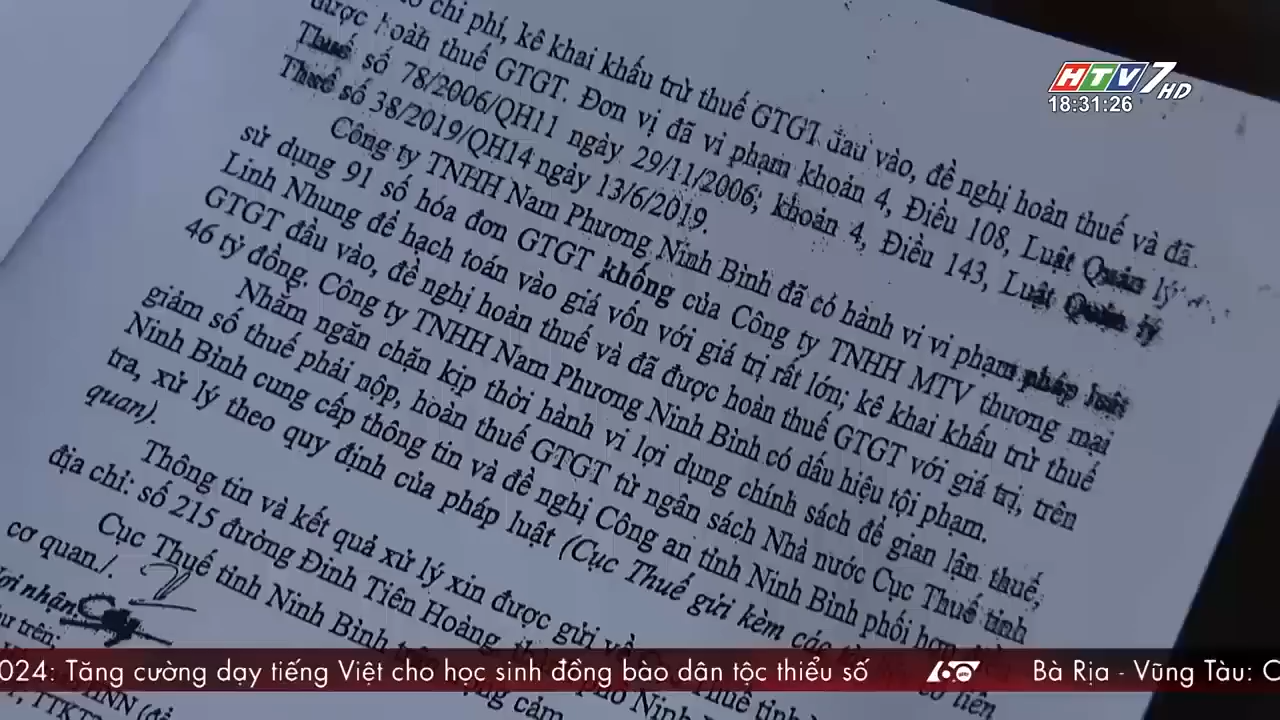 chi phí, kê khai khấu trừ thuế GTGT đầu vào, đề nghị hoàn thuế và đã
được hoàn thuế GTGT. Đơn vị đã vi phạm khoản 4, Điều 108, Luật Quản lý
Thuế số 78/2006/QH11 ngày 29/11/2006; khoản 4, Điều 143, Luật Quản lý
Thuế số 38/2019/QH14 ngày 13/6/2019.
Công ty TNHH Nam Phương Ninh Bình đã có hành vi vi phạm pháp luật
sử dụng 91 số hóa đơn GTGT khống của Công ty TNHH MTV thương mại
Linh Nhung để hạch toán vào giá vốn với giá trị rất lớn; kê khai khấu trừ thuế
GTGT đầu vào, đề nghị hoàn thuế và đã được hoàn thuế GTGT với giá trị, trên
46 tỷ đồng. Công ty TNHH Nam Phương Ninh Bình có dấu hiệu tội phạm.
Nhằm ngăn chăn kịp thời hành vi lợi dụng chính sách để gian lận thuế,
giảm số thuế phải nộp, hoàn thuế GTGT từ ngân sách Nhà nước Cục Thuế tỉnh
Ninh Bình cung cấp thông tin và đề nghị Công an tỉnh Ninh Bình phối hợp
tra, xử lý theo quy định của pháp luật (Cục Thuế gửi kèm các liên
quan).
Thông tin và kết quả xử lý xin được gửi về Thuế tỉnh
địa chỉ: số 215 đường Đinh Tiên Hoàng, Ninh
Cục Thuế tỉnh Ninh Bình
cơ quan./.
nhận:
trên;
HTV7 HD
18:31:26
2024: Tăng cường dạy tiếng Việt cho học sinh đồng bào dân tộc thiểu số 60 Bà Rịa - Vũng Tàu: